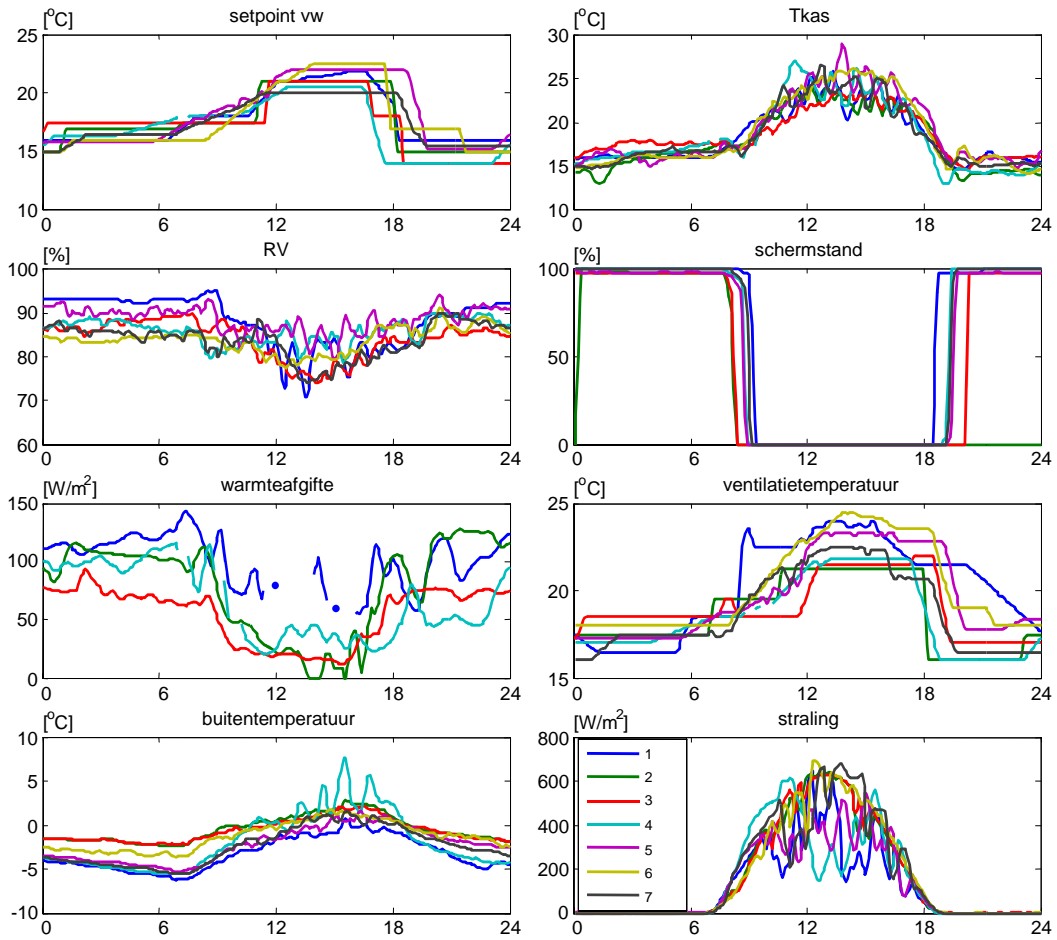 [°C] setpoint vw
25
20
15
10
0 6 12 18 24
[°C] Tkas
30
25
20
15
10
0 6 12 18 24
[%] RV
100
90
80
70
60
0 6 12 18 24
[%] schermstand
100
50
0
0 6 12 18 24
[W/m²] warmteafgifte
150
100
50
0
0 6 12 18 24
[°C] ventilatietemperatuur
25
20
15
0 6 12 18 24
[°C] buitentemperatuur
10
5
0
-5
-10
0 6 12 18 24
[W/m²] straling
800
600
400
200
0
0 6 12 18 24
1
2
3
4
5
6
7